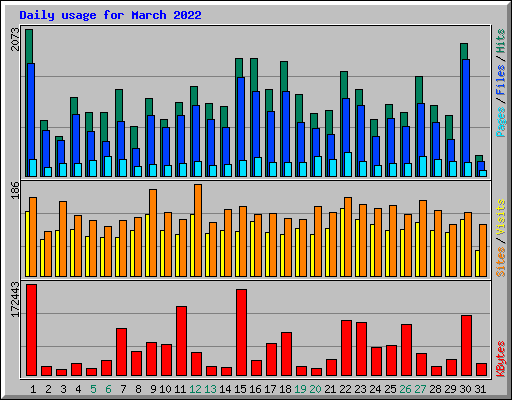 Daily usage for March 2022
2073
Pages / Files / Hits
186
Sites / Visits
172443
KBytes
1 2 3 4 5 6 7 8 9 10 11 12 13 14 15 16 17 18 19 20 21 22 23 24 25 26 27 28 29 30 31